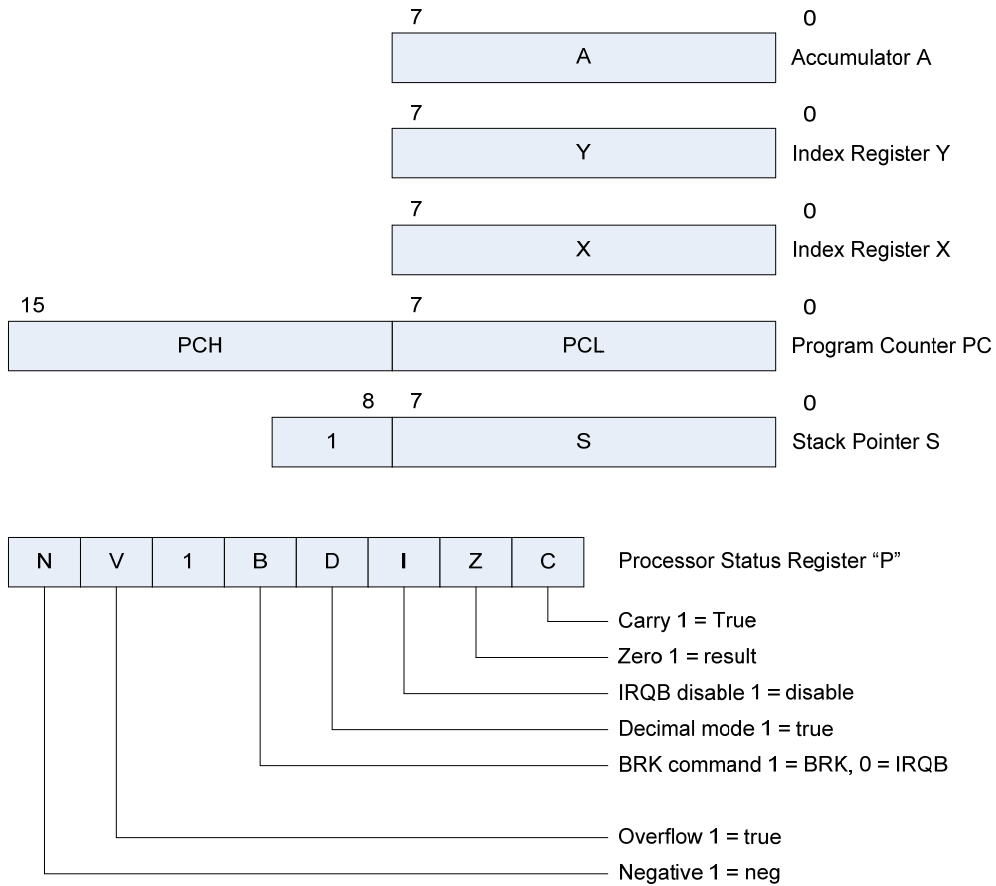 7 0
A Accumulator A
7 0
Y Index Register Y
7 0
X Index Register X
15 7 0
PCH PCL Program Counter PC
8 7 0
1 S Stack Pointer S
N V 1 B D I Z C Processor Status Register “P”
Carry 1 = True
Zero 1 = result
IRQB disable 1 = disable
Decimal mode 1 = true
BRK command 1 = BRK, 0 = IRQB
Overflow 1 = true
Negative 1 = neg